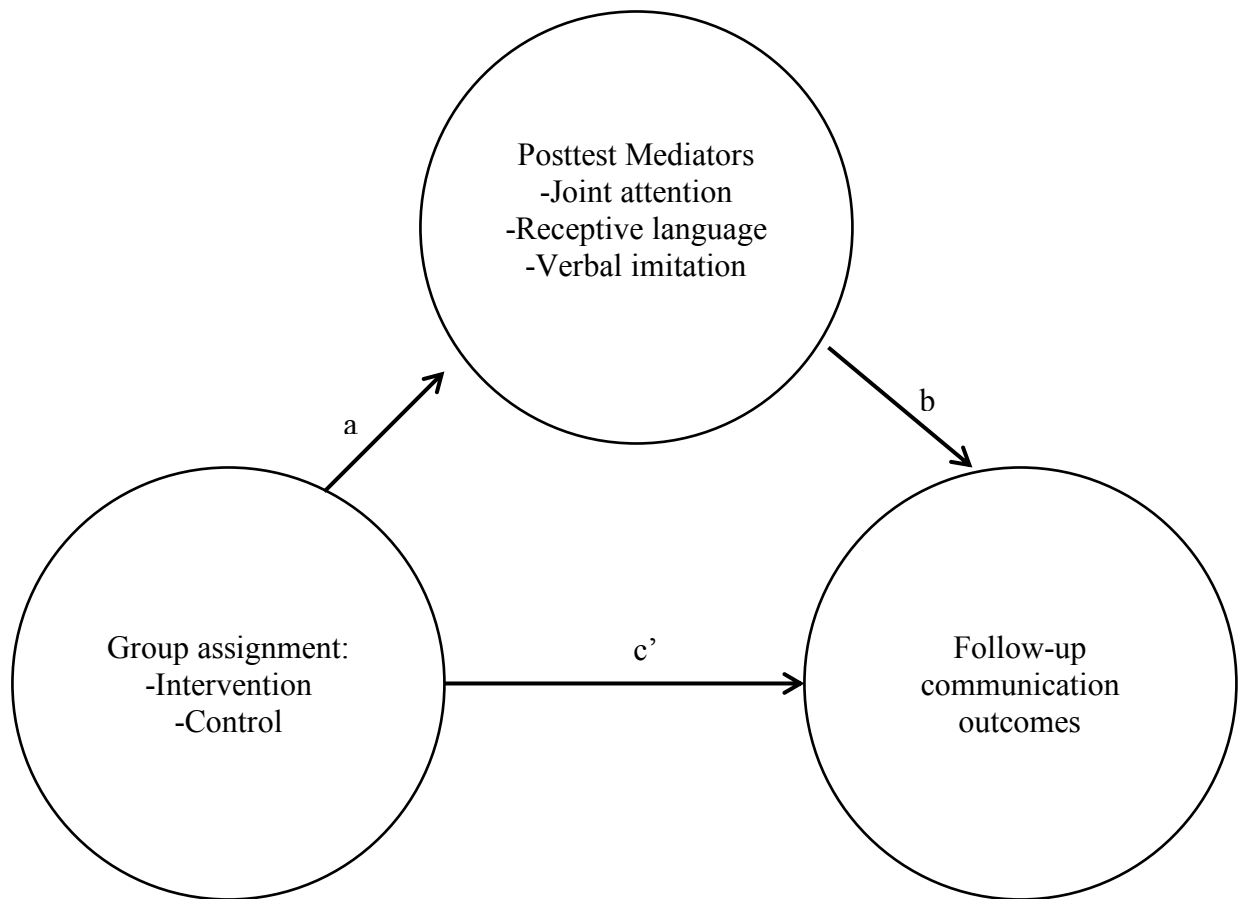 Posttest Mediators
-Joint attention
-Receptive language
-Verbal imitation
a
b
Group assignment:
-Intervention
-Control
c’
Follow-up
communication
outcomes